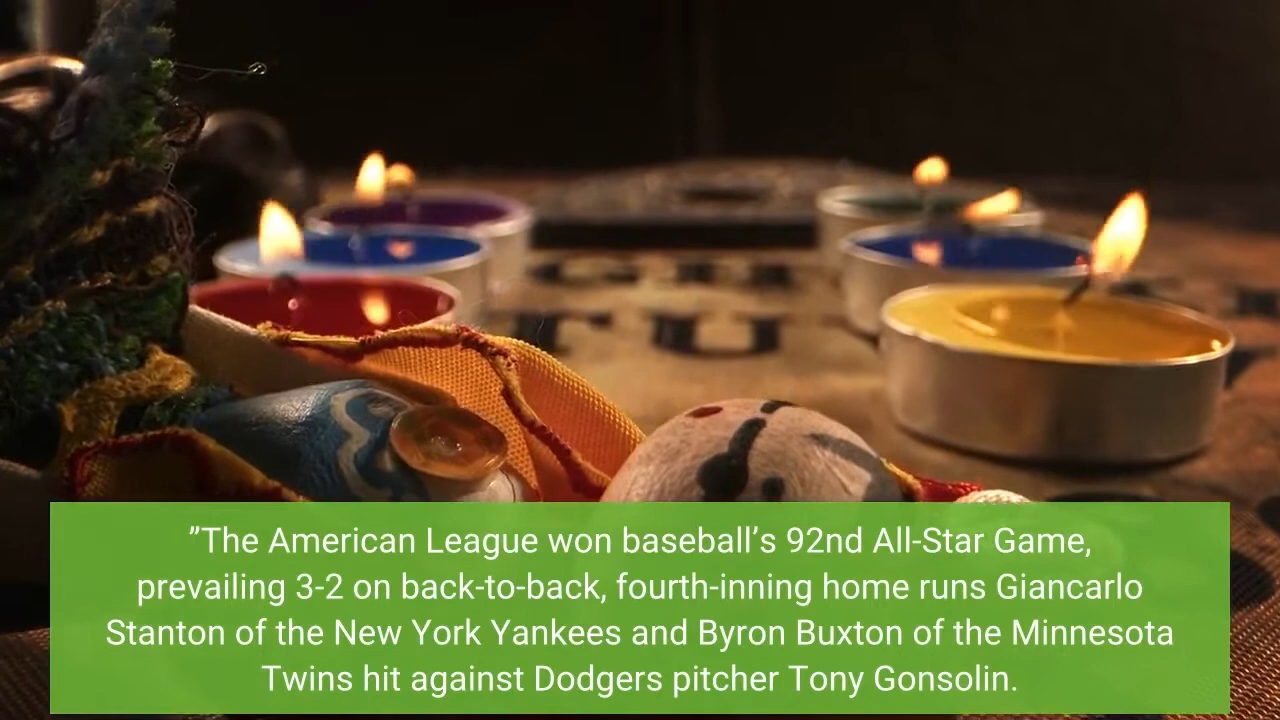 ”The American League won baseball’s 92nd All-Star Game,
prevailing 3-2 on back-to-back, fourth-inning home runs Giancarlo
Stanton of the New York Yankees and Byron Buxton of the Minnesota
Twins hit against Dodgers pitcher Tony Gonsolin.